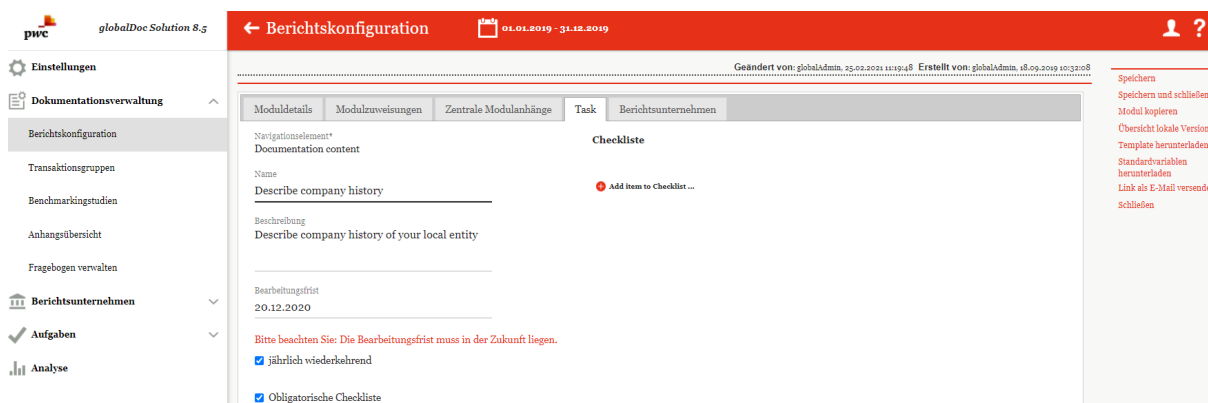 pwc
globalDoc Solution 8.5
Berichtskonfiguration
01.01.2019 - 31.12.2019
?
Einstellungen
Dokumentationsverwaltung
Berichtskonfiguration
Transaktionsgruppen
Benchmarkingstudien
Anhangsübersicht
Fragebogen verwalten
Berichtsunternehmen
Aufgaben
Analyse
Geändert von: globalAdmin, 25.02.2021 11:19:48 Erstellt von: globalAdmin, 18.09.2019 10:32:08
Moduldetails Modulzuweisungen Zentrale Modulanhänge Task Berichtsunternehmen
Navigationselement*
Documentation content
Name
Describe company history
Beschreibung
Describe company history of your local entity
Bearbeitungsfrist
20.12.2020
Bitte beachten Sie: Die Bearbeitungsfrist muss in der Zukunft liegen.
jährlich wiederkehrend
Obligatorische Checkliste
Checkliste
Add item to Checklist ...
Speichern
Speichern und schließen
Modul kopieren
Übersicht lokale Version
Template herunterladen
Standardvariablen
herunterladen
Link als E-Mail versende
Schließen